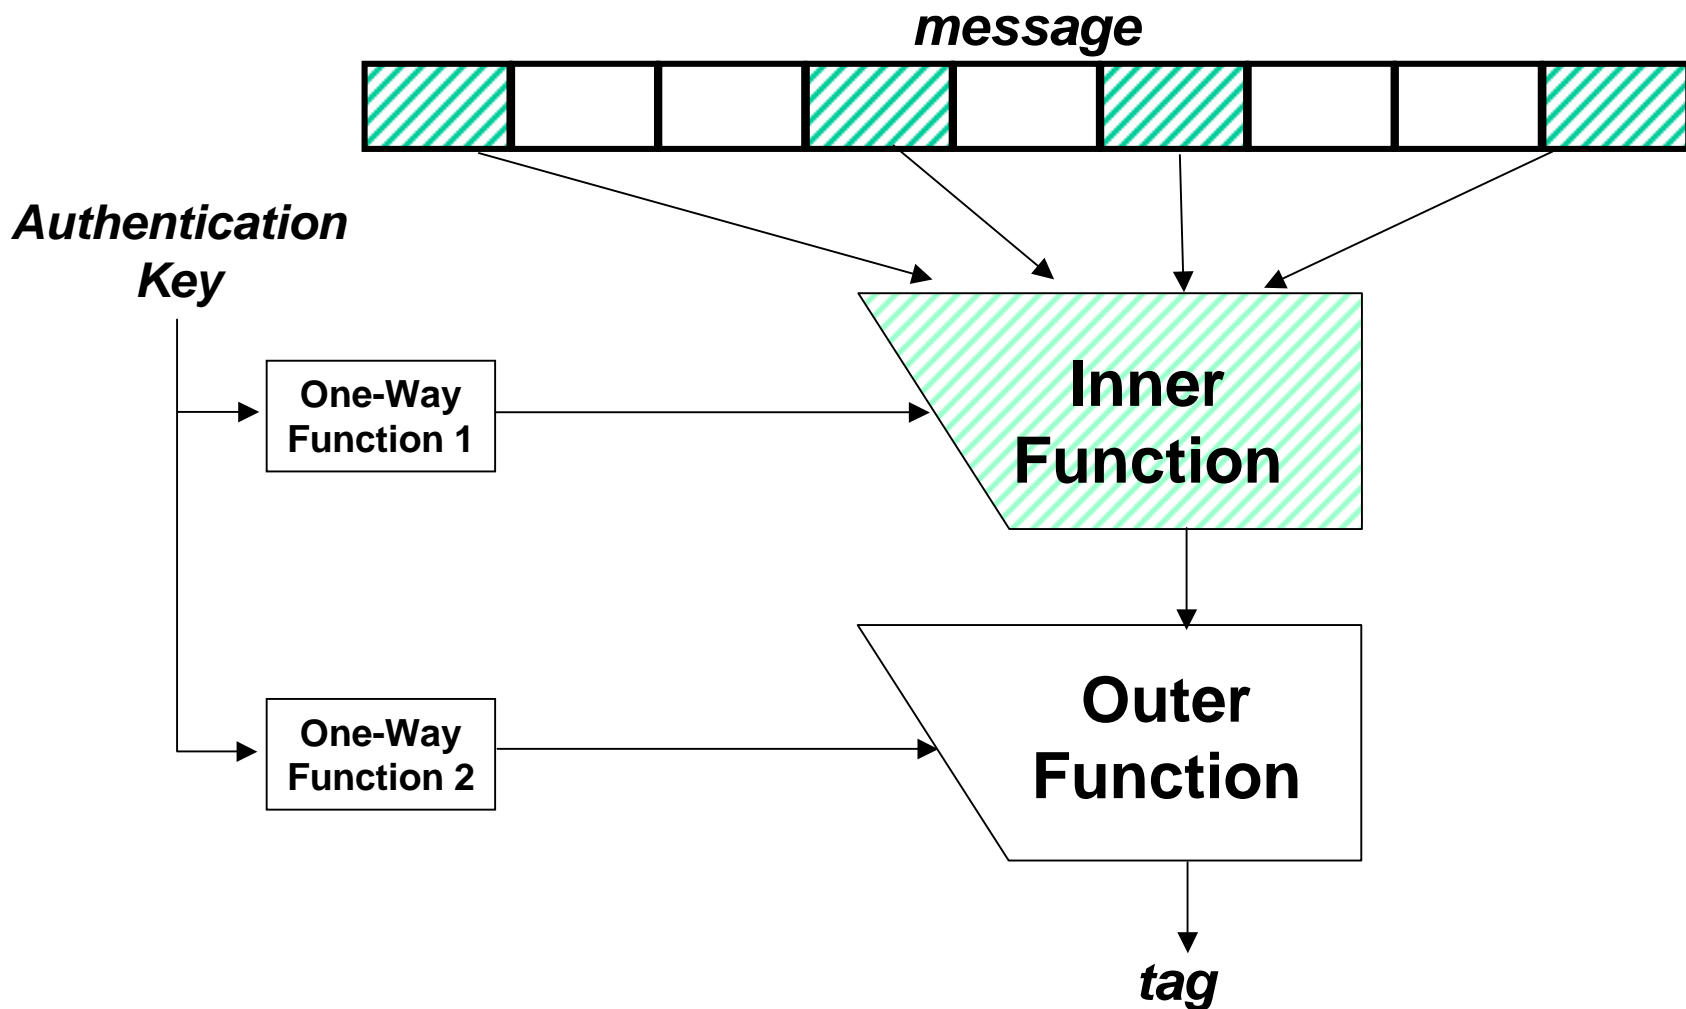 message
Authentication
Key
One-Way
Function 1
Inner
Function
One-Way
Function 2
Outer
Function
tag